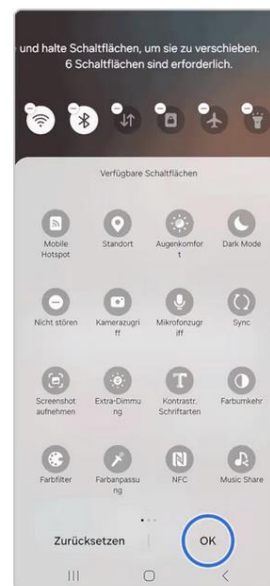 und halte Schaltflächen, um sie zu verschieben.
6 Schaltflächen sind erforderlich.
Verfügbare Schaltflächen
Mobile
Hotspot
Standort
Augenkomfor
t
Dark Mode
Nicht stören
Kamerazugri
ff
Mikrofonzugr
iff
Sync
Screenshot
aufnehmen
Extra-Dimmu
ng
Kontrastr.
Schriftarten
Farbumkehr
Farbfilter
Farbanpassu
ng
NFC
Music Share
Zurücksetzen
OK